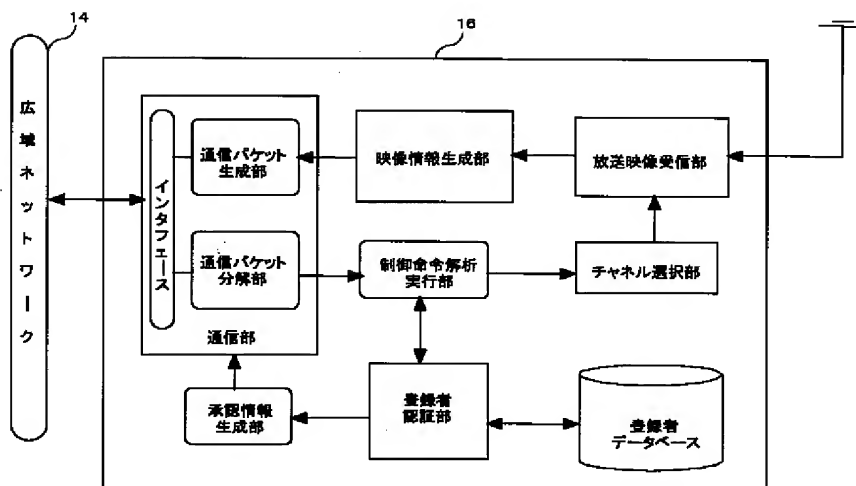 14
16
広域ネットワーク
インタフェース
通信パケット
生成部
映像情報生成部
放送映像受信部
通信パケット
分解部
制御命令解析
実行部
チャネル選択部
通信部
承認情報
生成部
登録者
認証部
登録者
データベース